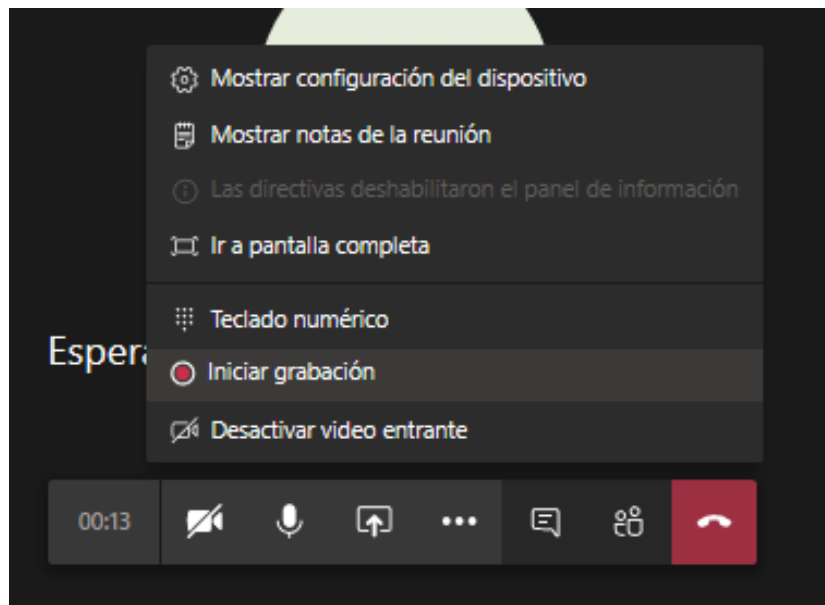 Mostrar configuración del dispositivo
Mostrar notas de la reunión
Las directivas deshabilitaron el panel de información
Ir a pantalla completa
Teclado numérico
Iniciar grabación
Desactivar video entrante
00:13